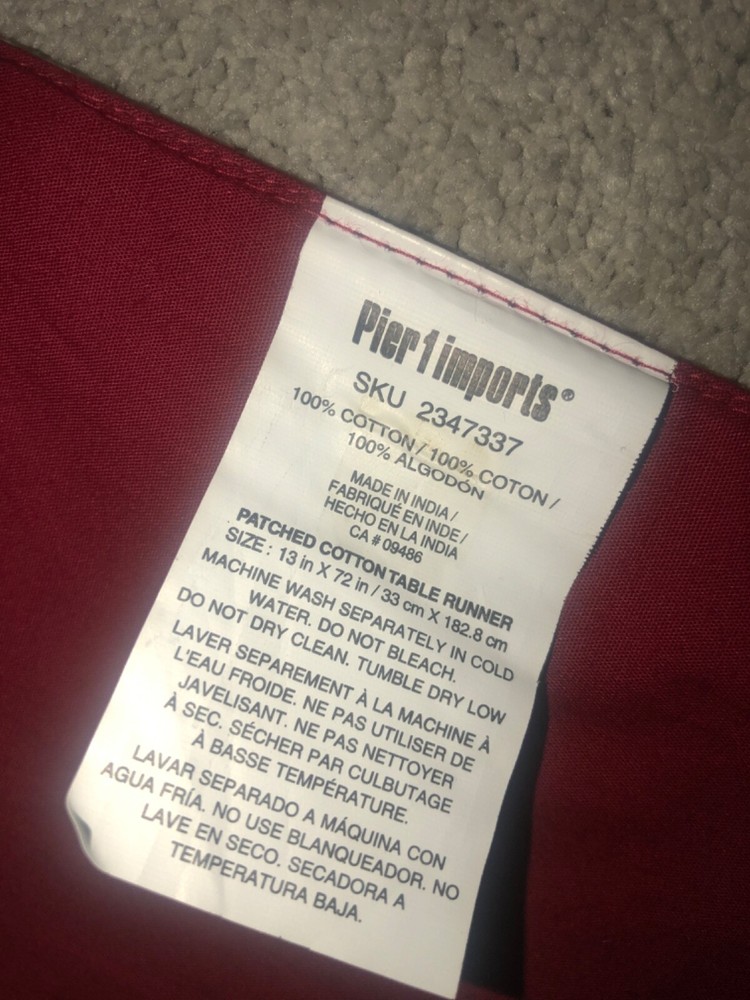 Pier1imports®
SKU 2347337
100% COTTON / 100% COTON /
100% ALGODÓN
MADE IN INDIA /
FABRIQUÉ EN INDE /
HECHO EN LA INDIA
CA # 09486
PATCHED COTTON TABLE RUNNER
SIZE : 13 in X 72 in / 33 cm X 182.8 cm
MACHINE WASH SEPARATELY IN COLD
WATER. DO NOT BLEACH.
DO NOT DRY CLEAN. TUMBLE DRY LOW
LAVER SEPAREMENT À LA MACHINE À
L'EAU FROIDE. NE PAS UTILISER DE
JAVELISANT. NE PAS NETTOYER
À SEC. SÉCHER PAR CULBUTAGE
À BASSE TEMPÉRATURE.
LAVAR SEPARADO A MÁQUINA CON
AGUA FRÍA. NO USE BLANQUEADOR. NO
LAVE EN SECO. SECADORA A
TEMPERATURA BAJA.